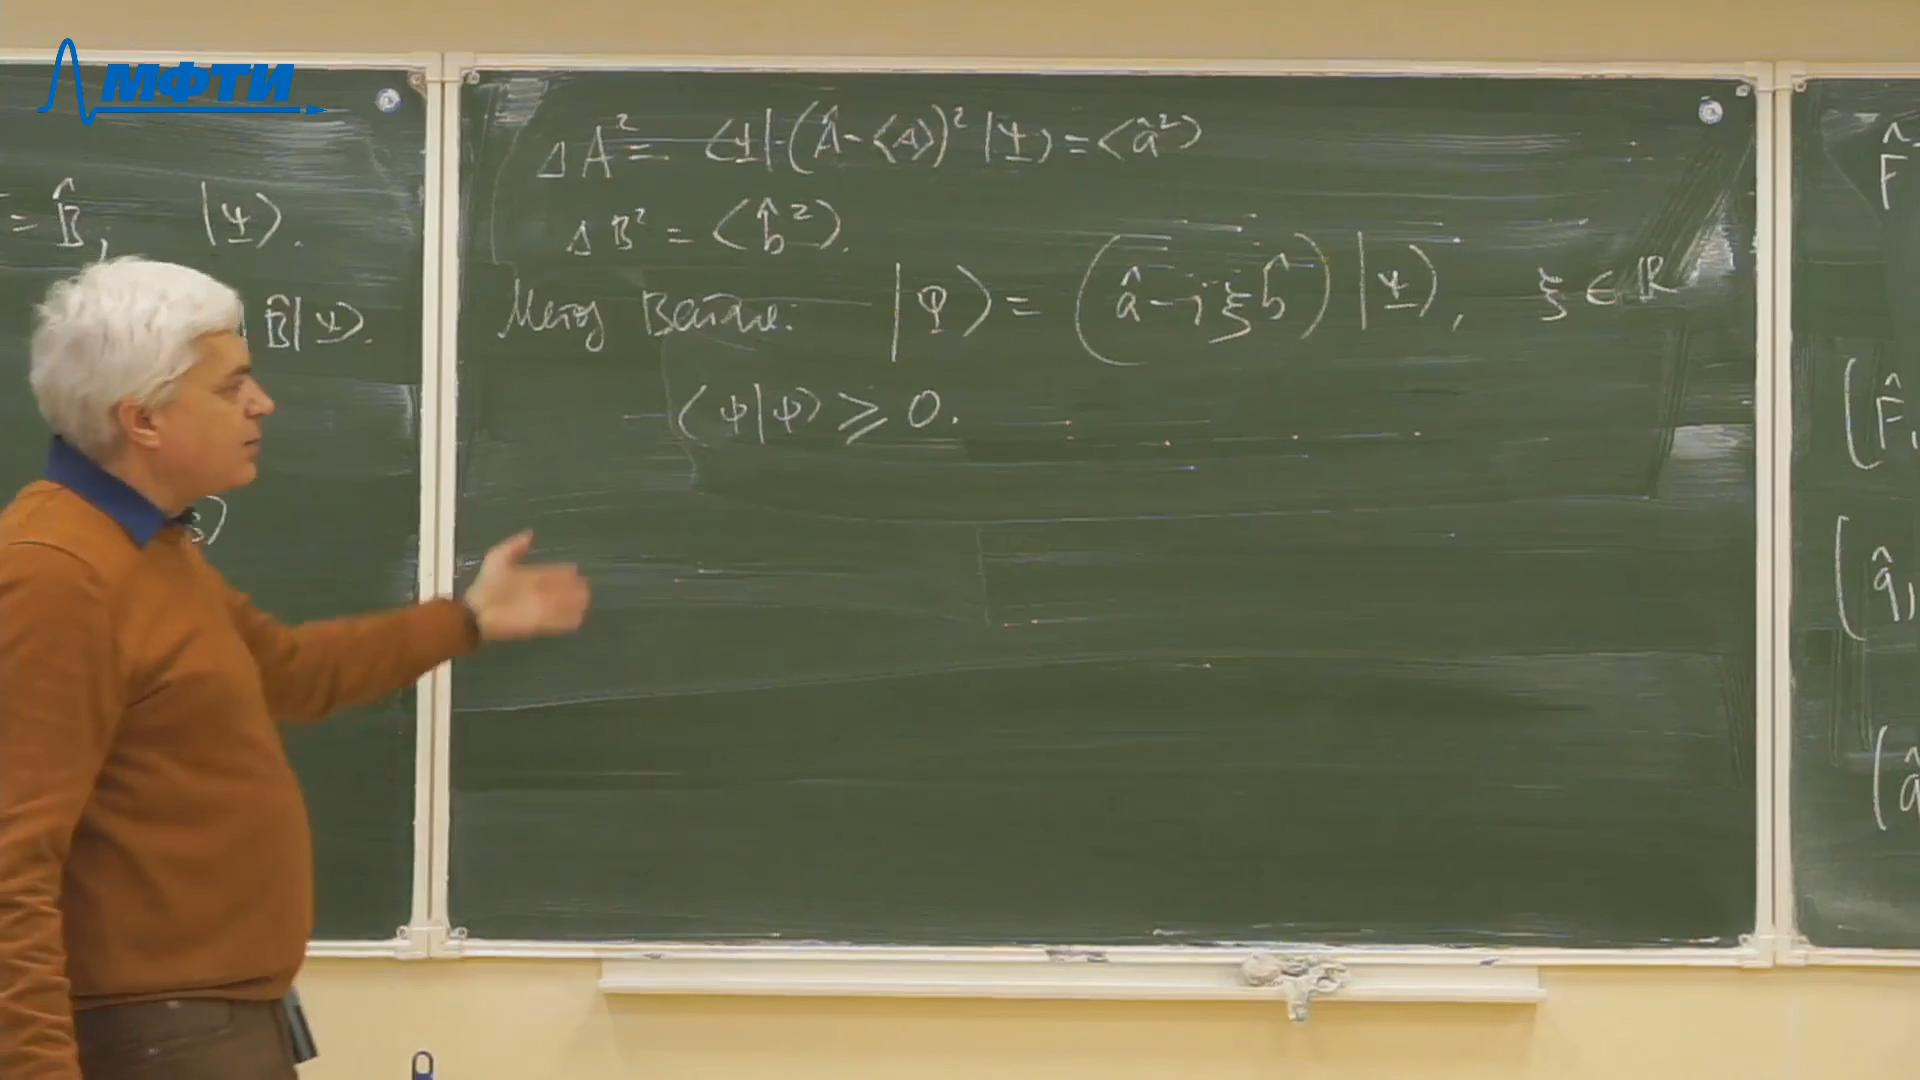 МФТИ
= B̂, |Ψ⟩.
B̂|Ψ⟩.
ΔA² = ⟨Ψ|(Â-⟨A⟩)²|Ψ⟩ = ⟨â²⟩
ΔB² = ⟨b̂²⟩.
Метод Вейля: |Φ⟩ = (â - iξb̂)|Ψ⟩, ξ ∈ ℝ
⟨φ|φ⟩ ⩾ 0.
F̂
(F̂,
(q̂,
(â